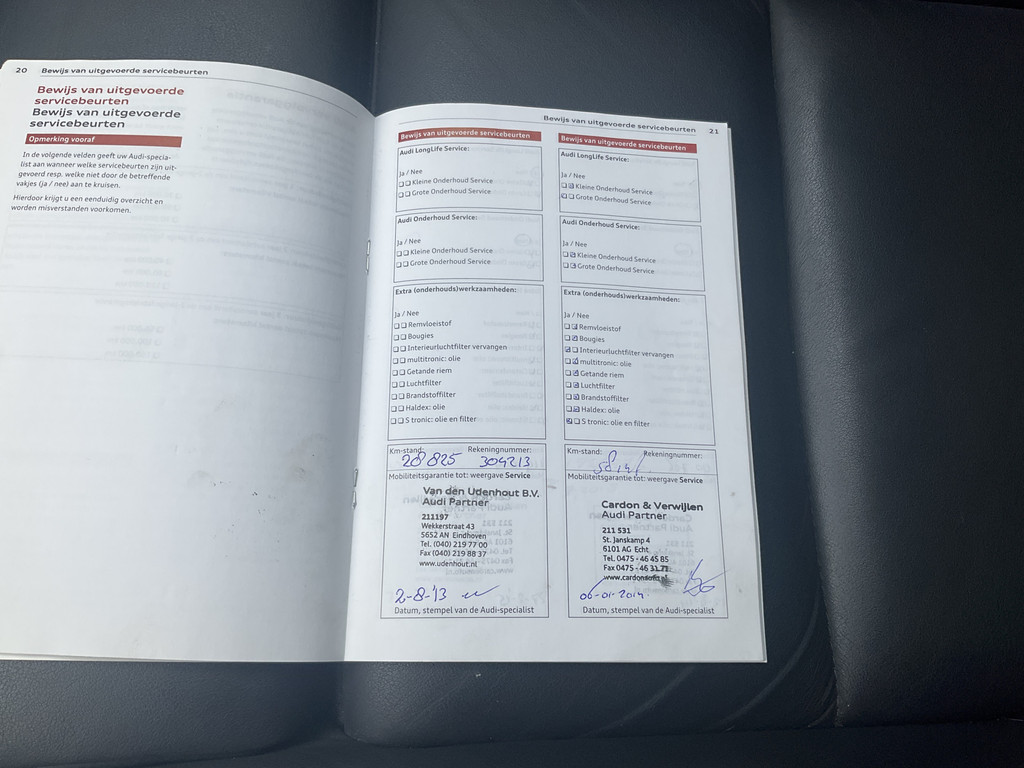 20 Bewijs van uitgevoerde servicebeurten
Bewijs van uitgevoerde
servicebeurten
Bewijs van uitgevoerde
servicebeurten
Opmerking vooraf
In de volgende velden geeft uw Audi-specia-
list aan wanneer welke servicebeurten zijn uit-
gevoerd resp. welke niet door de betreffende
vakjes (ja / nee) aan te kruisen.
Hierdoor krijgt u een eenduidig overzicht en
worden misverstanden voorkomen.
Bewijs van uitgevoerde servicebeurten 21
Bewijs van uitgevoerde servicebeurten
Audi LongLife Service:
Ja / Nee
Kleine Onderhoud Service
Grote Onderhoud Service
Audi Onderhoud Service:
Ja / Nee
Kleine Onderhoud Service
Grote Onderhoud Service
Extra (onderhouds)werkzaamheden:
Ja / Nee
Remvloeistof
Bougies
Interieurluchtfilter vervangen
multitronic: olie
Getande riem
Luchtfilter
Brandstoffilter
Haldex: olie
S tronic: olie en filter
Km-stand: Rekeningnummer:
28825 309213
Mobiliteitsgarantie tot: weergave Service
Van den Udenhout B.V.
Audi Partner
211197
Wekkerstraat 43
5652 AN Eindhoven
Tel. (040) 219 77 00
Fax (040) 219 88 37
www.udenhout.nl
2-8-'13
Datum, stempel van de Audi-specialist
Bewijs van uitgevoerde servicebeurten
Audi LongLife Service:
Ja / Nee
Kleine Onderhoud Service
Grote Onderhoud Service
Audi Onderhoud Service:
Ja / Nee
Kleine Onderhoud Service
Grote Onderhoud Service
Extra (onderhouds)werkzaamheden:
Ja / Nee
Remvloeistof
Bougies
Interieurluchtfilter vervangen
multitronic: olie
Getande riem
Luchtfilter
Brandstoffilter
Haldex: olie
S tronic: olie en filter
Km-stand: Rekeningnummer:
Mobiliteitsgarantie tot: weergave Service
Cardon & Verwijlen
Audi Partner
211 531
St. Janskamp 4
6101 AG Echt
Tel. 0475 - 46 45 85
Fax 0475 - 46 31 71
06-01-2014
Datum, stempel van de Audi-specialist